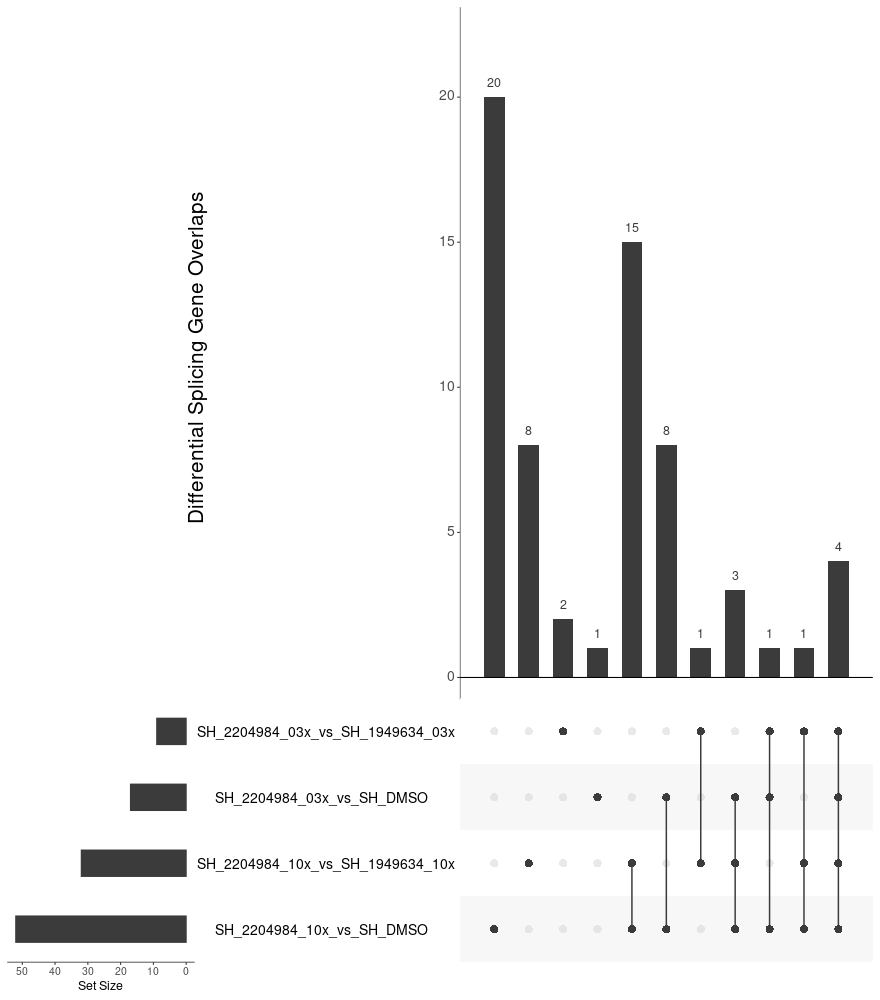 Differential Splicing Gene Overlaps
20
15
10
5
0
20
8
2
1
15
8
1
3
1
1
4
SH_2204984_03x_vs_SH_1949634_03x
SH_2204984_03x_vs_SH_DMSO
SH_2204984_10x_vs_SH_1949634_10x
SH_2204984_10x_vs_SH_DMSO
50 40 30 20 10 0
Set Size